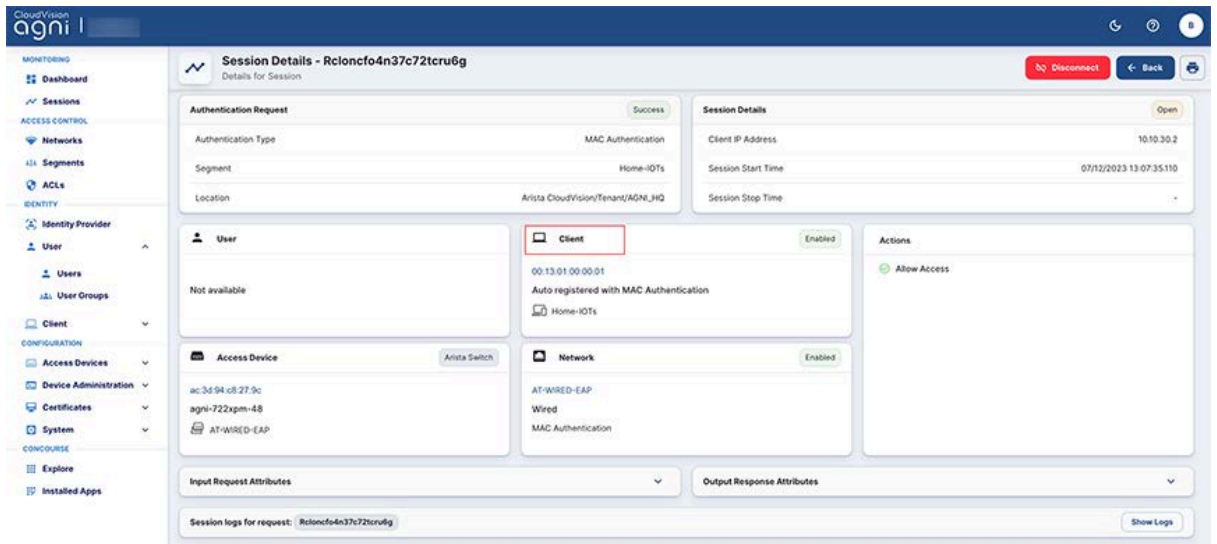 CloudVision
agni
B
MONITORING
Dashboard
Sessions
ACCESS CONTROL
Networks
Segments
ACLs
IDENTITY
Identity Provider
User
Users
User Groups
Client
CONFIGURATION
Access Devices
Device Administration
Certificates
System
CONCOURSE
Explore
Installed Apps
Session Details - Rcloncfo4n37c72tcru6g
Details for Session
Disconnect
Back
Authentication Request
Success
Authentication Type
MAC Authentication
Segment
Home-IOTs
Location
Arista CloudVision/Tenant/AGNI_HQ
Session Details
Open
Client IP Address
10.10.30.2
Session Start Time
07/12/2023 13:07:35.110
Session Stop Time
-
User
Not available
Client
Enabled
00:13:01:00:00:01
Auto registered with MAC Authentication
Home-IOTs
Actions
Allow Access
Access Device
Arista Switch
ac:3d:94:c8:27:9c
agni-722xpm-48
AT-WIRED-EAP
Network
Enabled
AT-WIRED-EAP
Wired
MAC Authentication
Input Request Attributes
Output Response Attributes
Session logs for request: Rcloncfo4n37c72tcru6g
Show Logs